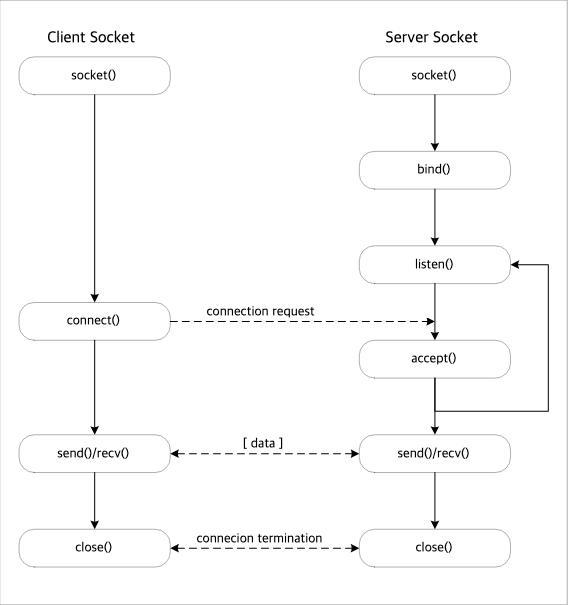 Client Socket
Server Socket
socket()
socket()
bind()
listen()
connect()
connection request
accept()
send()/recv()
[ data ]
send()/recv()
close()
connecion termination
close()